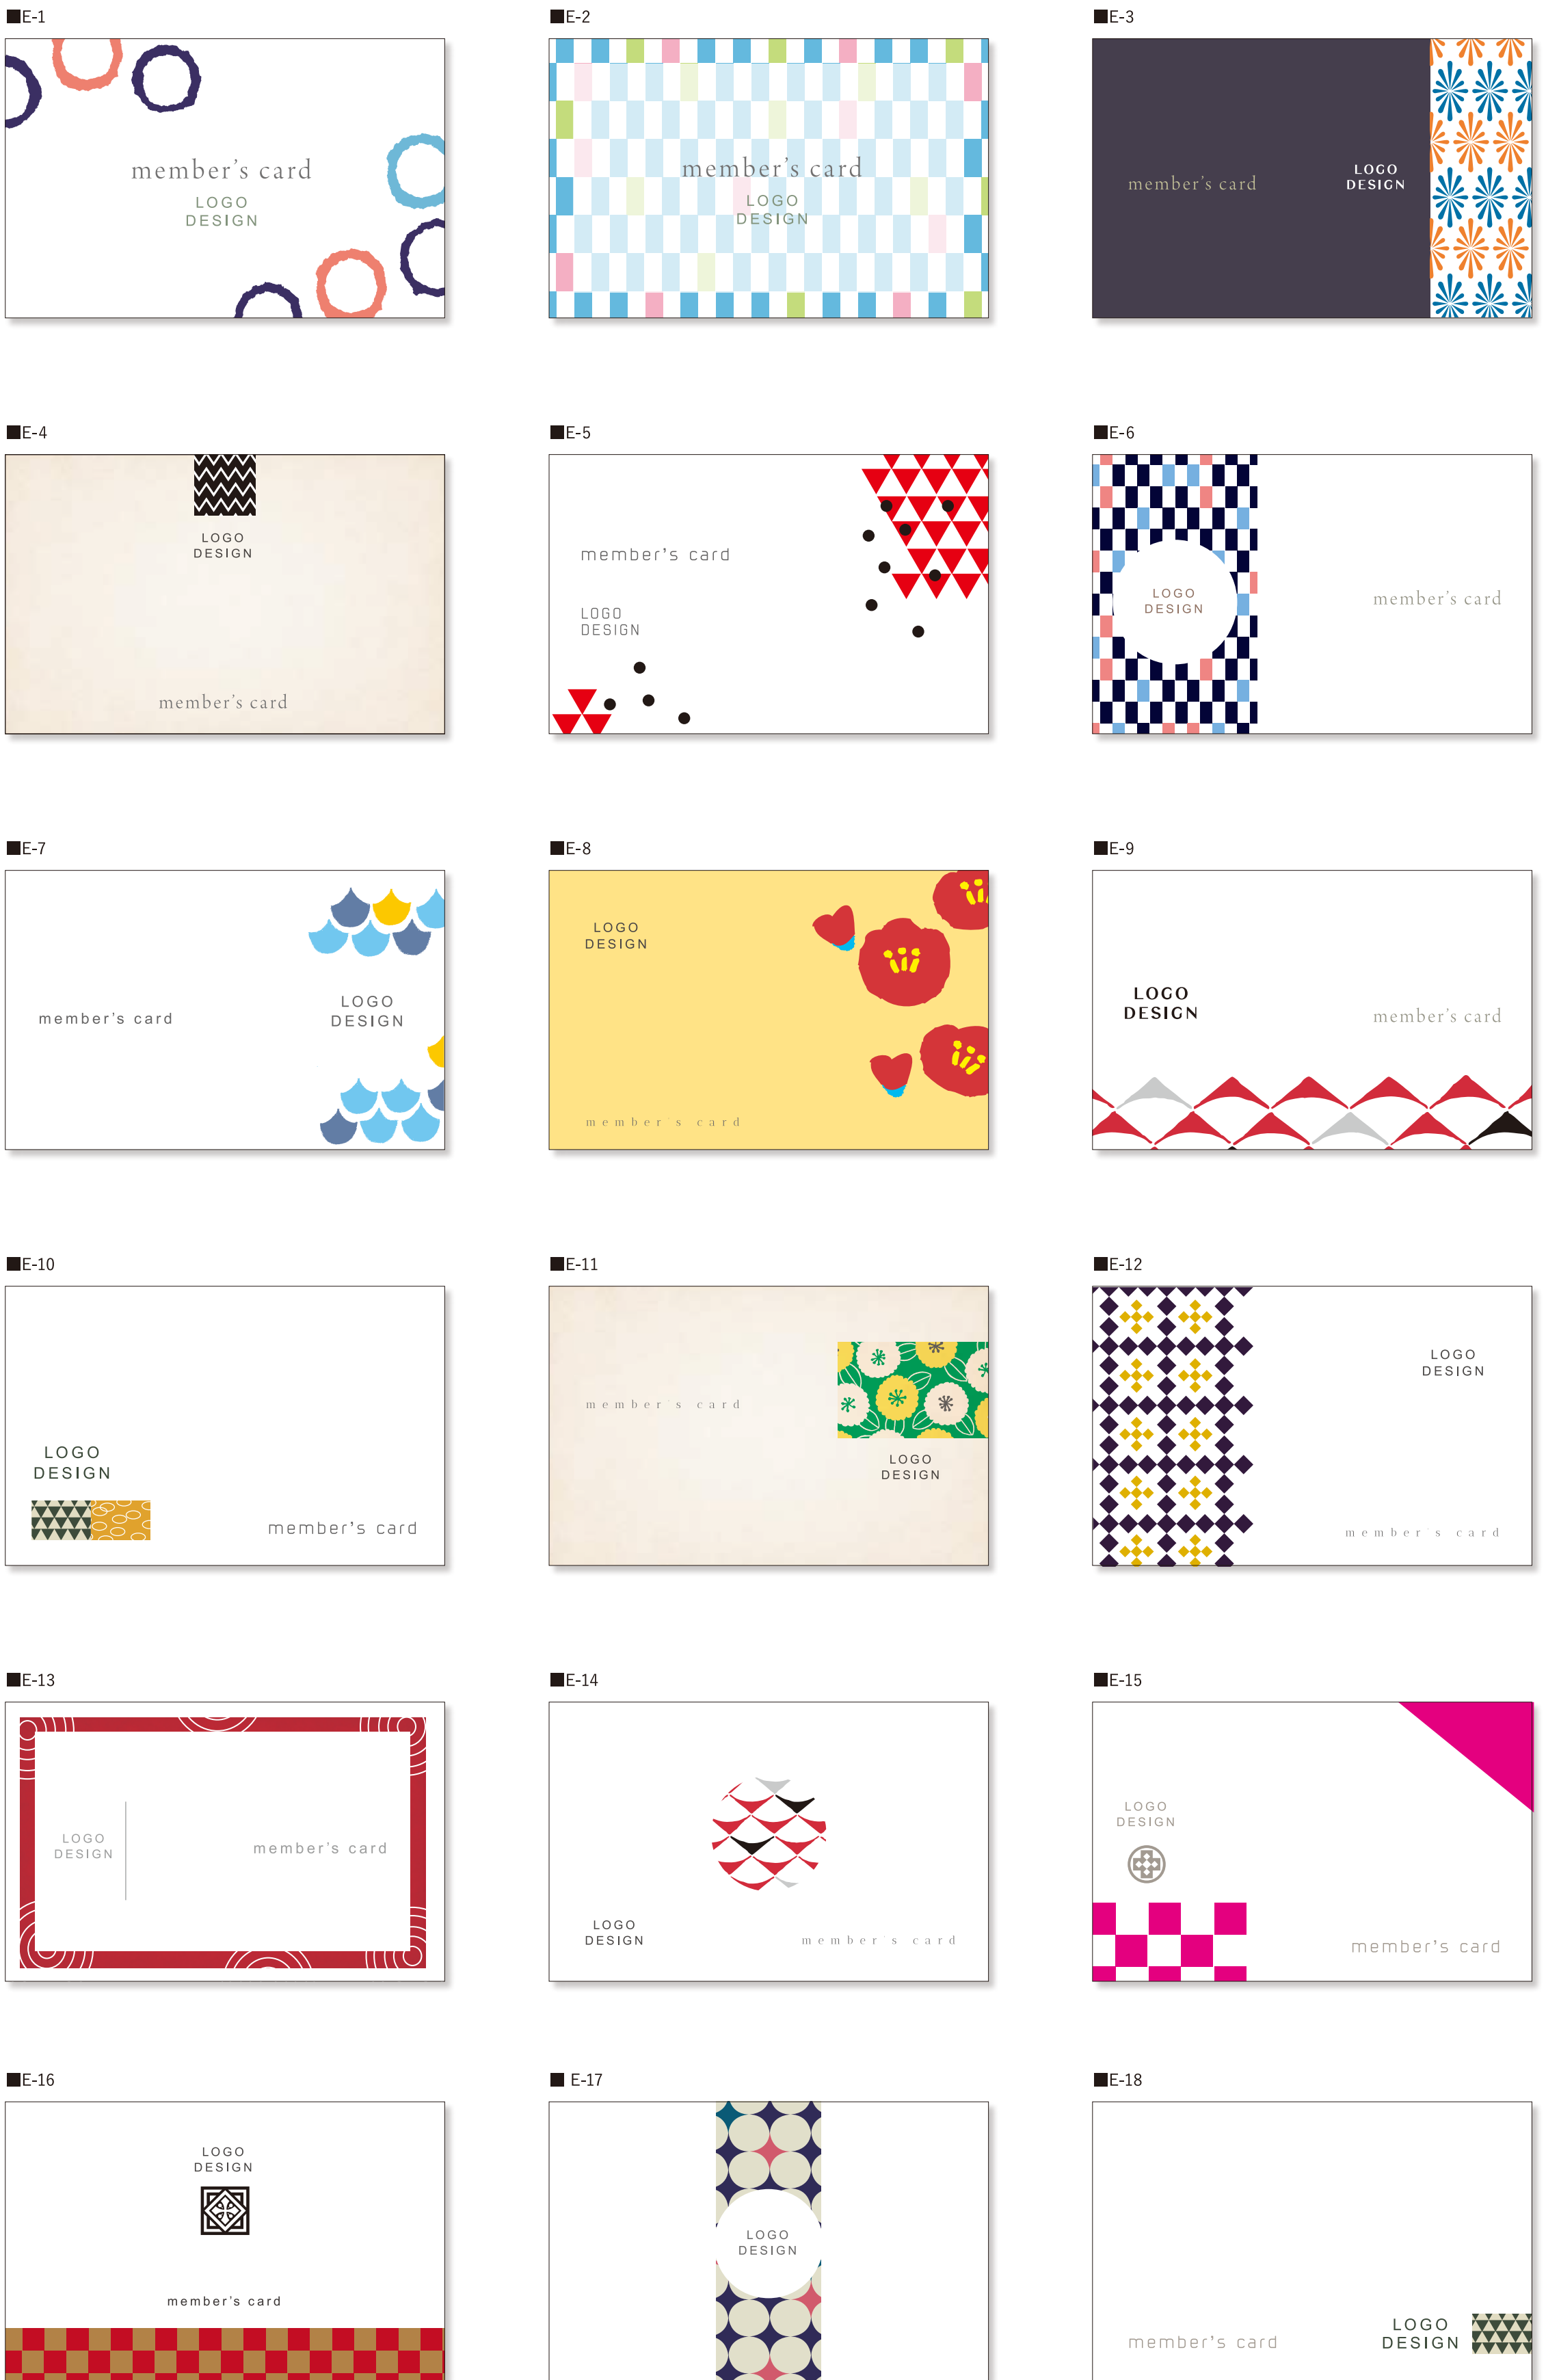 ■E-1
member's card
LOGO
DESIGN
■E-2
member's card
LOGO
DESIGN
■E-3
member's card
LOGO
DESIGN
■E-4
LOGO
DESIGN
member's card
■E-5
member's card
LOGO
DESIGN
■E-6
LOGO
DESIGN
member's card
■E-7
member's card
LOGO
DESIGN
■E-8
LOGO
DESIGN
member's card
■E-9
LOGO
DESIGN
member's card
■E-10
LOGO
DESIGN
member's card
■E-11
member's card
LOGO
DESIGN
■E-12
LOGO
DESIGN
member's card
■E-13
LOGO
DESIGN
member's card
■E-14
LOGO
DESIGN
member's card
■E-15
LOGO
DESIGN
member's card
■E-16
LOGO
DESIGN
member's card
■ E-17
LOGO
DESIGN
■E-18
member's card
LOGO
DESIGN